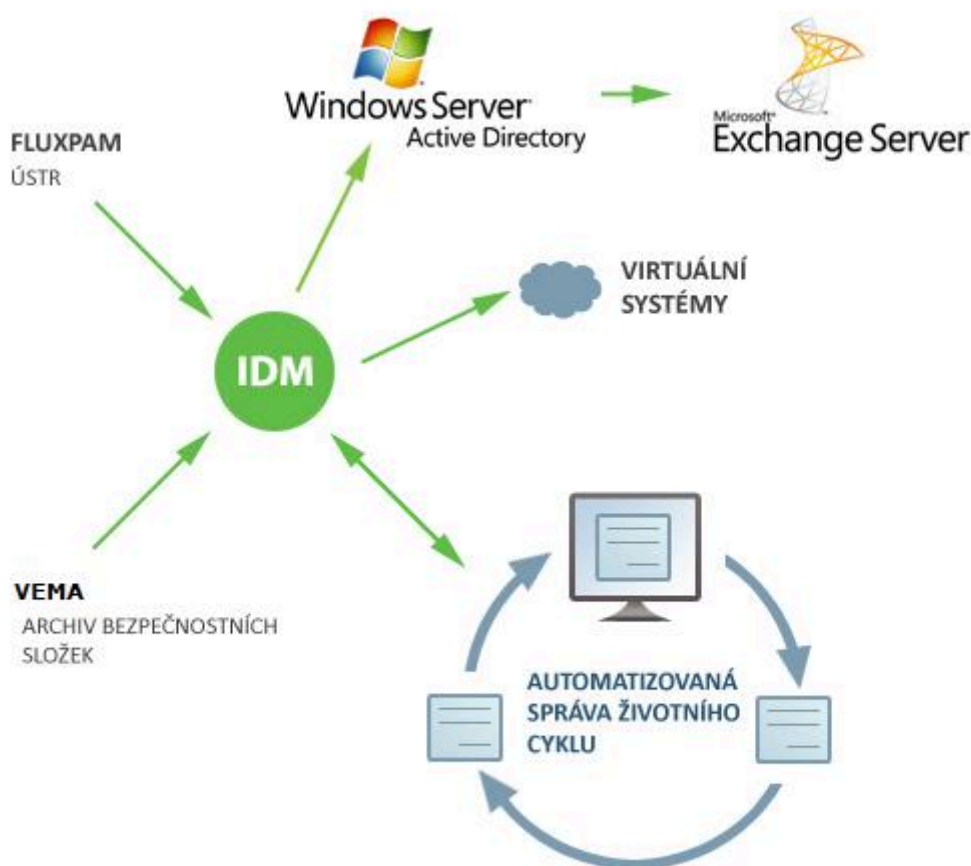 Windows Server
Active Directory
Microsoft®
Exchange Server
FLUXPAM
ÚSTR
VIRTUÁLNÍ
SYSTÉMY
IDM
VEMA
ARCHIV BEZPEČNOSTNÍCH
SLOŽEK
AUTOMATIZOVANÁ
SPRÁVA ŽIVOTNÍHO
CYKLU